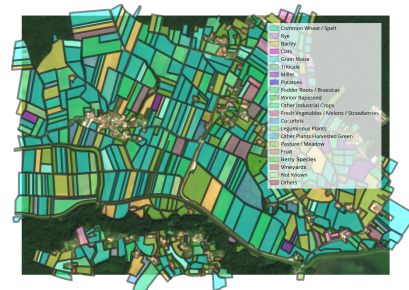 Common Wheat / Spelt
Rye
Barley
Oats
Grain Maize
Triticale
Millet
Potatoes
Fodder Roots / Brassicas
Winter Rapeseed
Other Industrial Crops
Fresh Vegetables / Melons / Strawberries
Cucurbits
Leguminous Plants
Other Plants Harvested Green
Pasture / Meadow
Fruit
Berry Species
Vineyards
Not Known
Others